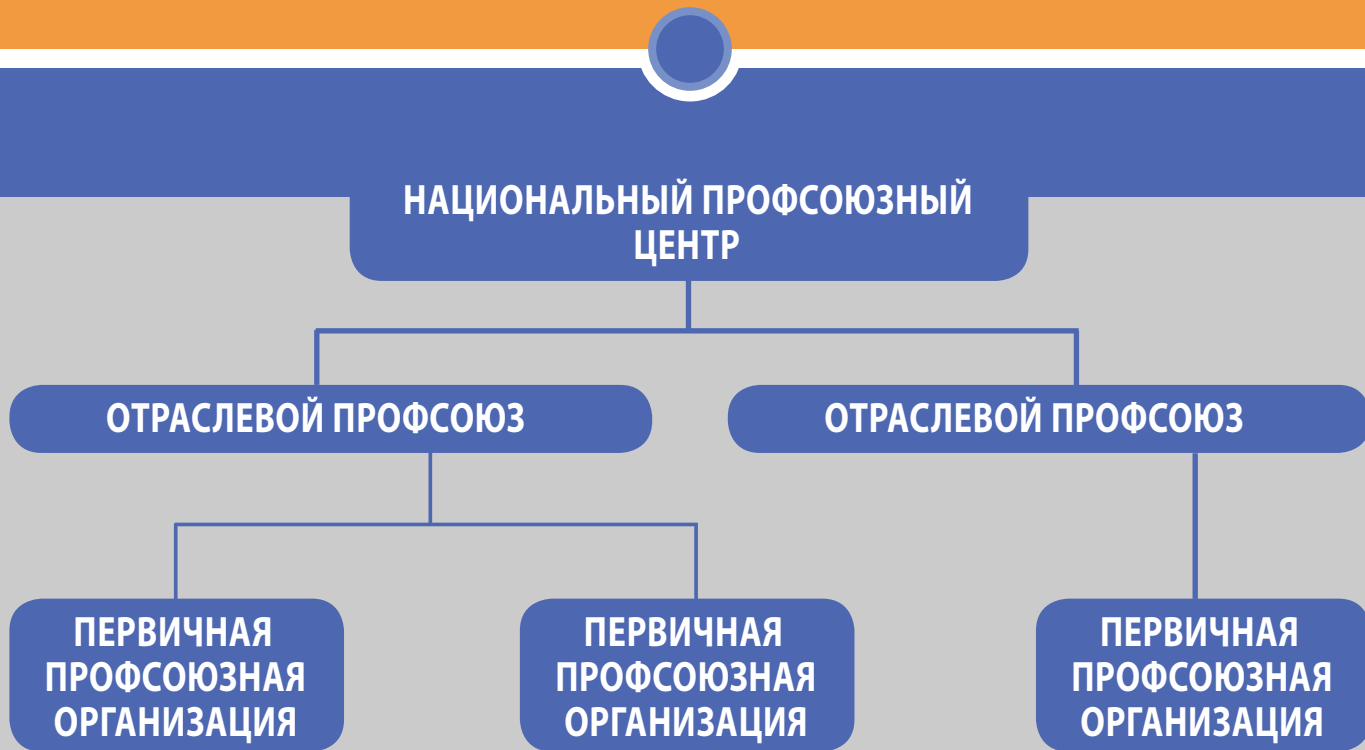 НАЦИОНАЛЬНЫЙ ПРОФСОЮЗНЫЙ
ЦЕНТР
ОТРАСЛЕВОЙ ПРОФСОЮЗ
ОТРАСЛЕВОЙ ПРОФСОЮЗ
ПЕРВИЧНАЯ
ПРОФСОЮЗНАЯ
ОРГАНИЗАЦИЯ
ПЕРВИЧНАЯ
ПРОФСОЮЗНАЯ
ОРГАНИЗАЦИЯ
ПЕРВИЧНАЯ
ПРОФСОЮЗНАЯ
ОРГАНИЗАЦИЯ